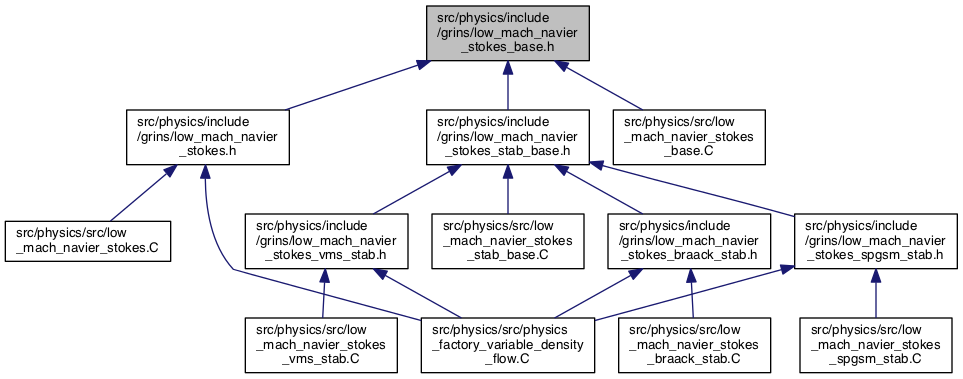 src/physics/include
/grins/low_mach_navier
_stokes_base.h
src/physics/include
/grins/low_mach_navier
_stokes.h
src/physics/include
/grins/low_mach_navier
_stokes_stab_base.h
src/physics/src/low
_mach_navier_stokes
_base.C
src/physics/src/low
_mach_navier_stokes.C
src/physics/include
/grins/low_mach_navier
_stokes_vms_stab.h
src/physics/src/low
_mach_navier_stokes
_stab_base.C
src/physics/include
/grins/low_mach_navier
_stokes_braack_stab.h
src/physics/include
/grins/low_mach_navier
_stokes_spgsm_stab.h
src/physics/src/low
_mach_navier_stokes
_vms_stab.C
src/physics/src/physics
_factory_variable_density
_flow.C
src/physics/src/low
_mach_navier_stokes
_braack_stab.C
src/physics/src/low
_mach_navier_stokes
_spgsm_stab.C